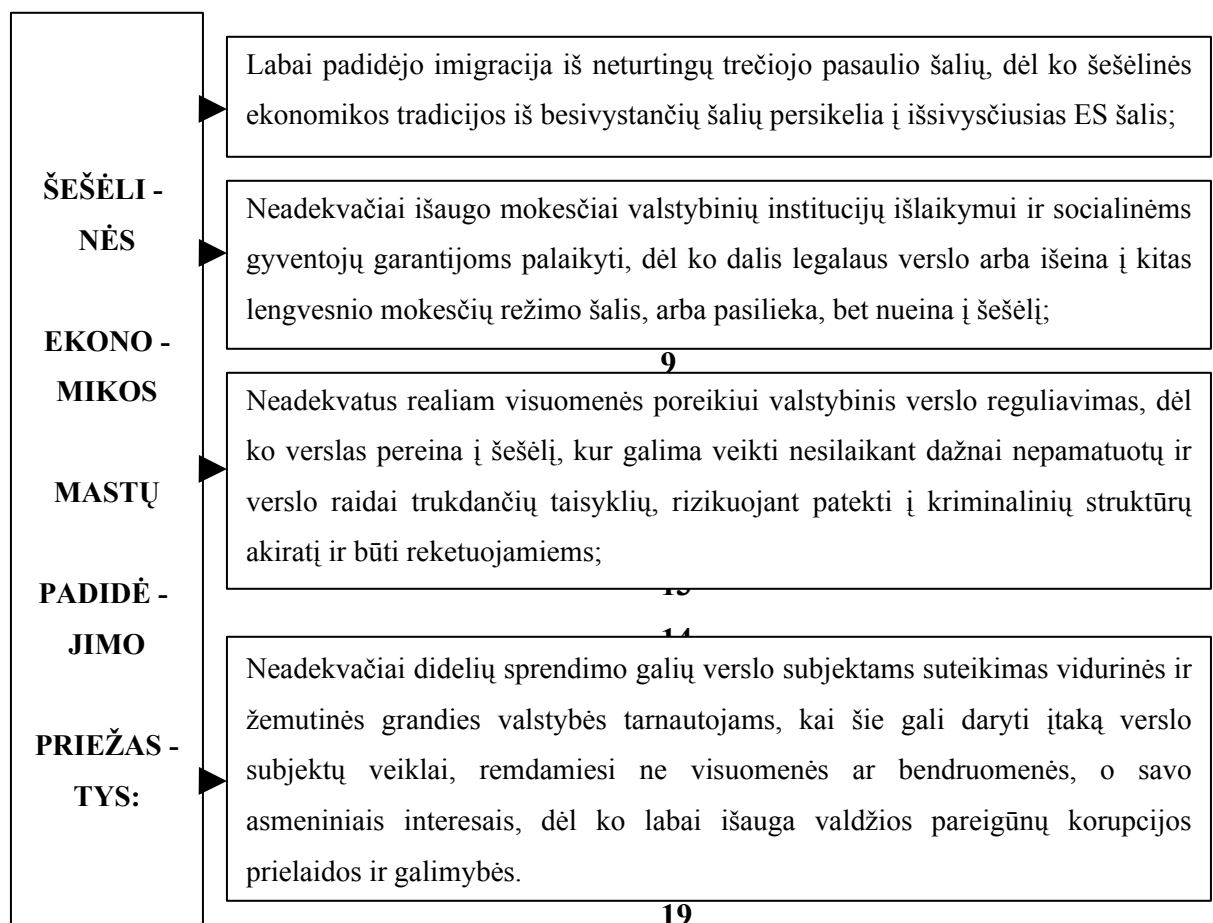 ŠEŠĖLI -
NĖS
EKONO -
MIKOS
MASTŲ
PADIDĖ -
JIMO
PRIEŽAS -
TYS:
Labai padidėjo imigracija iš neturtingų trečiojo pasaulio šalių, dėl ko šešėlinės
ekonomikos tradicijos iš besivystančių šalių persikelia į išsivysčiusias ES šalis;
Neadekvačiai išaugo mokesčiai valstybinių institucijų išlaikymui ir socialinėms
gyventojų garantijoms palaikyti, dėl ko dalis legalaus verslo arba išeina į kitas
lengvesnio mokesčių režimo šalis, arba pasilieka, bet nueina į šešėlį;
9
Neadekvatus realiam visuomenės poreikiui valstybinis verslo reguliavimas, dėl
ko verslas pereina į šešėlį, kur galima veikti nesilaikant dažnai nepamatuotų ir
verslo raidai trukdančių taisyklių, rizikuojant patekti į kriminalinių struktūrų
akiratį ir būti reketuojamiems;
14
Neadekvačiai didelių sprendimo galių verslo subjektams suteikimas vidurinės ir
žemutinės grandies valstybės tarnautojams, kai šie gali daryti įtaką verslo
subjektų veiklai, remdamiesi ne visuomenės ar bendruomenės, o savo
asmeniniais interesais, dėl ko labai išauga valdžios pareigūnų korupcijos
prielaidos ir galimybės.
19